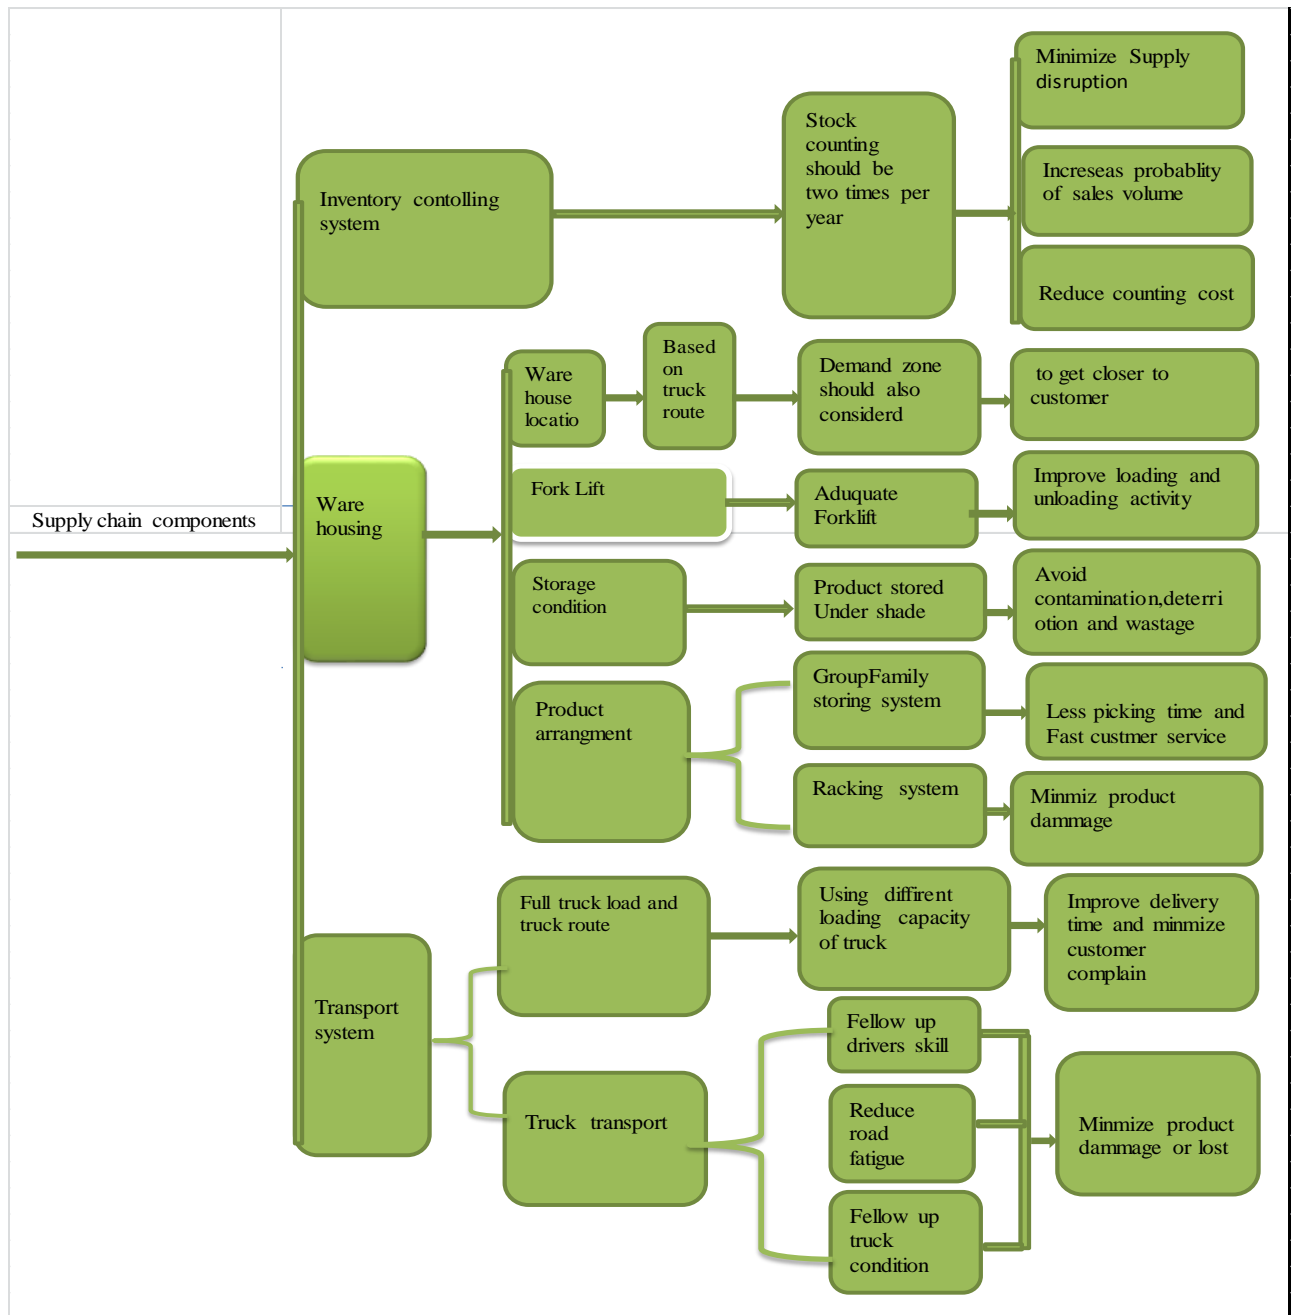 Supply chain components
Inventory contolling
system
Stock
counting
should be
two times per
year
Minimize Supply
disruption
Increseas probablity
of sales volume
Reduce counting cost
Ware
housing
Ware
house
locatio
Based
on
truck
route
Demand zone
should also
considerd
to get closer to
customer
Fork Lift
Aduquate
Forklift
Improve loading and
unloading activity
Storage
condition
Product stored
Under shade
Avoid
contamination,deterri
otion and wastage
Product
arrangment
GroupFamily
storing system
Less picking time and
Fast custmer service
Racking system
Minmiz product
dammage
Transport
system
Full truck load and
truck route
Using diffirent
loading capacity
of truck
Improve delivery
time and minmize
customer
complain
Truck transport
Fellow up
drivers skill
Reduce
road
fatigue
Fellow up
truck
condition
Minmize product
dammage or lost